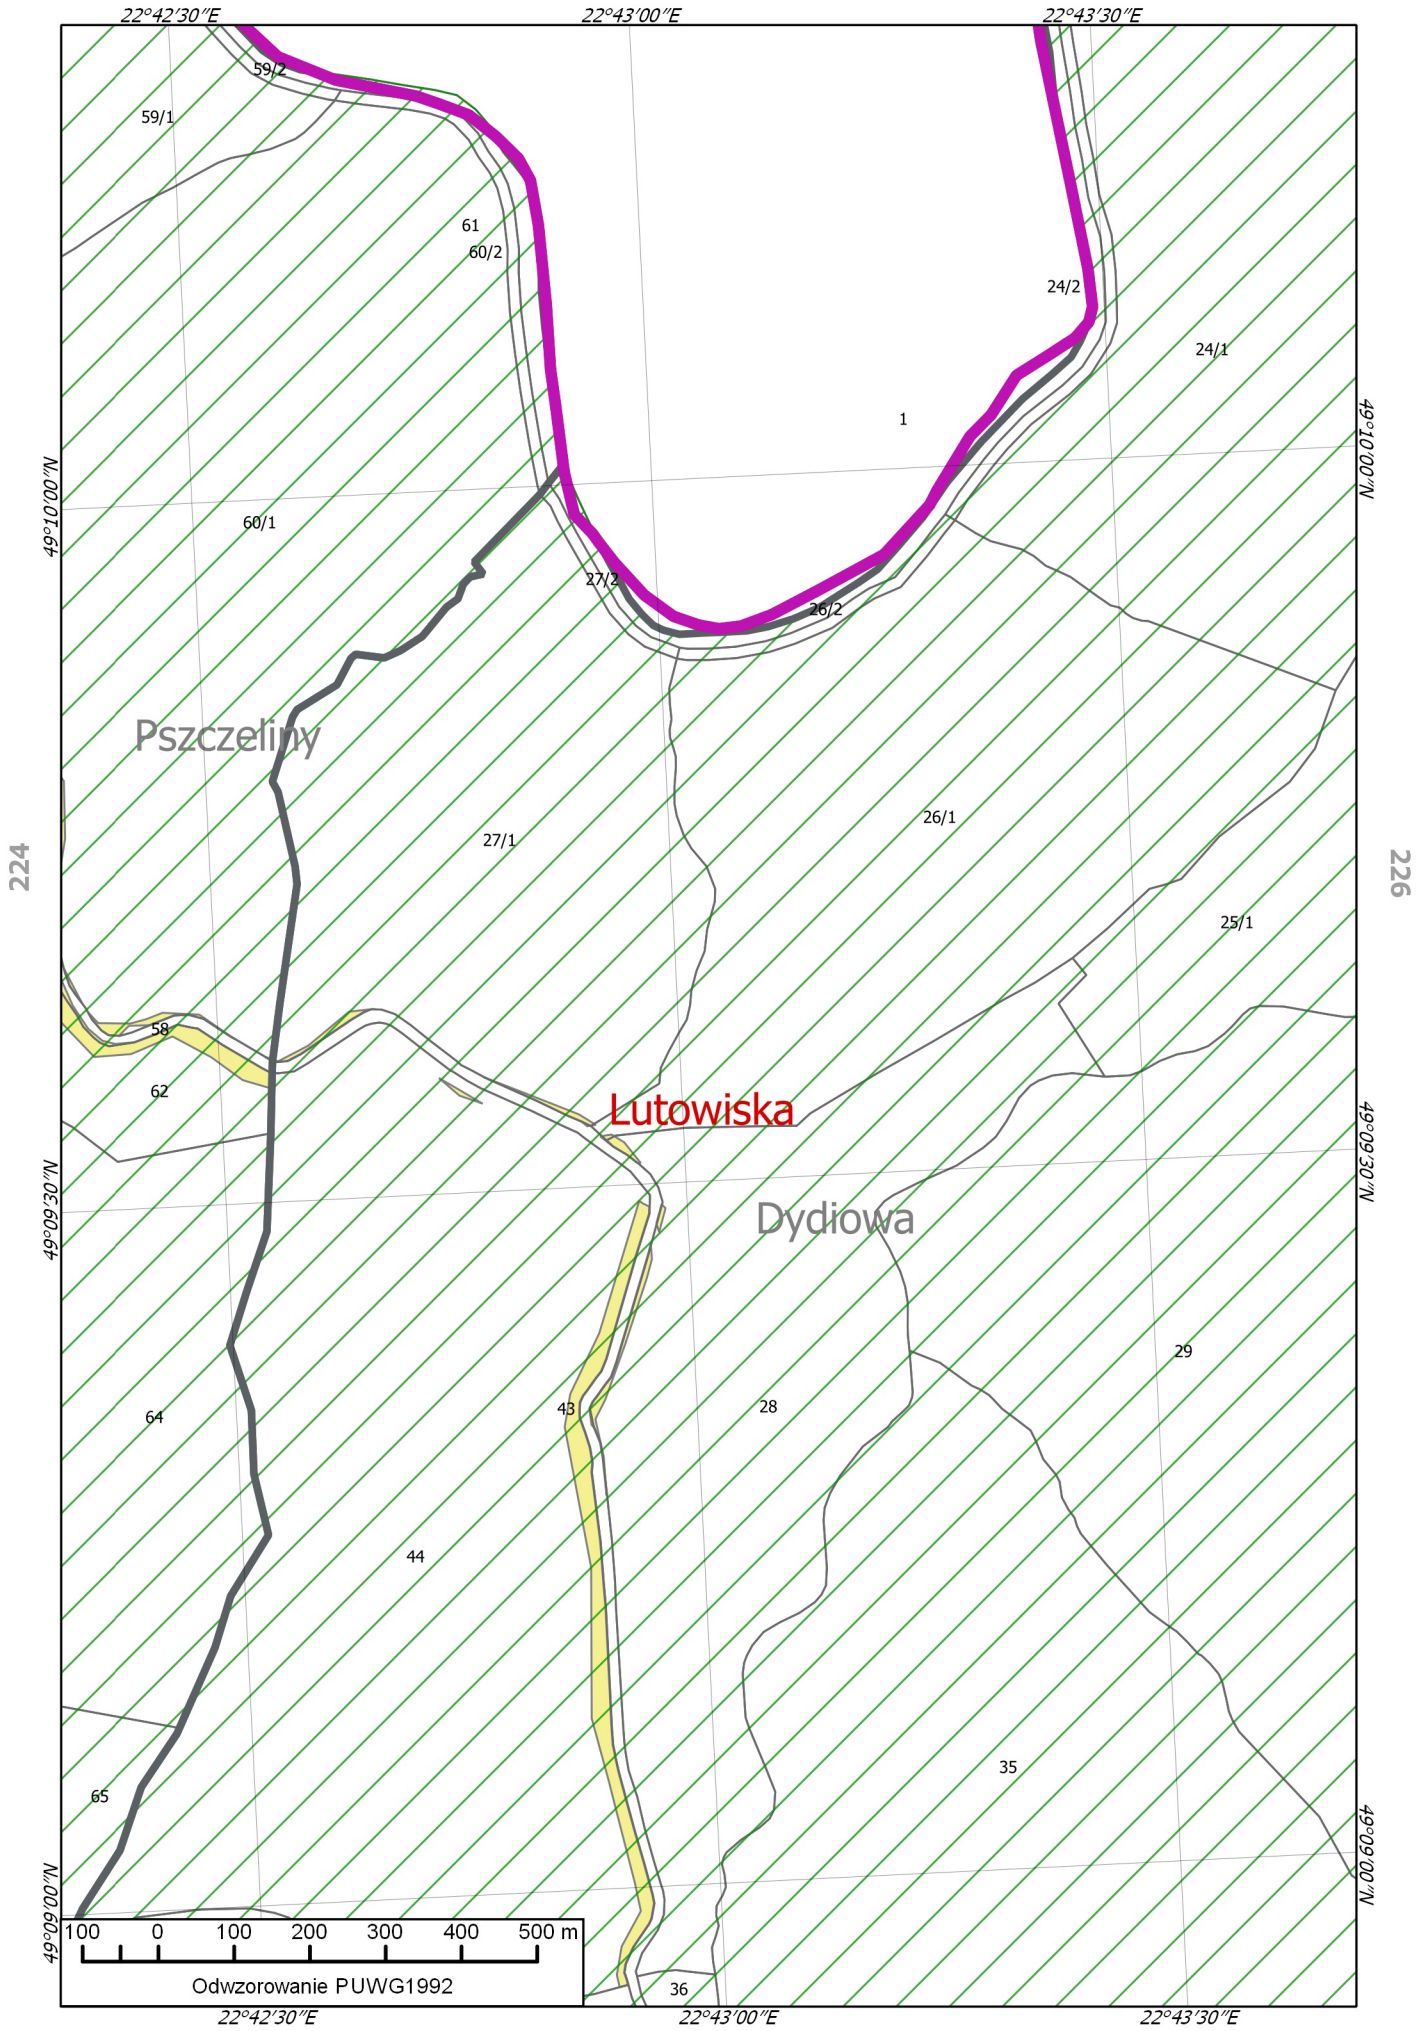 22°42'30"E
22°43'00"E
22°43'30"E
59/2
59/1
61
60/2
24/2
24/1
1
49°10'00"N
49°10'00"N
60/1
27/2
26/2
Pszczeliny
26/1
27/1
224
226
25/1
58
62
Lutowiska
49°09'30"N
49°09'30"N
Dydiowa
29
28
43
64
44
35
65
49°09'00"N
49°09'00"N
100 0 100 200 300 400 500 m
Odwzorowanie PUWG1992
36
22°42'30"E
22°43'00"E
22°43'30"E